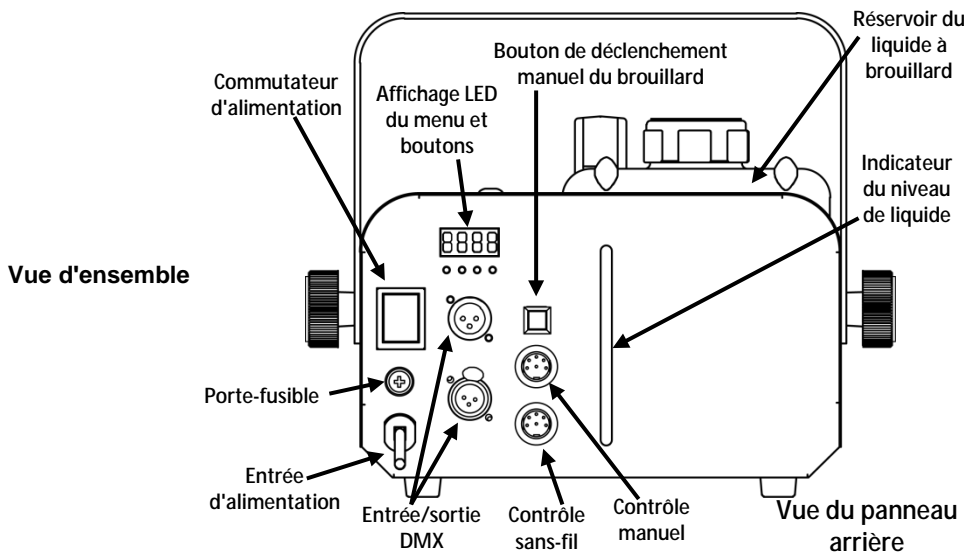 Réservoir du
liquide à
brouillard
Bouton de déclenchement
manuel du brouillard
Commutateur
d'alimentation
Affichage LED
du menu et
boutons
Indicateur
du niveau
de liquide
8888
Vue d'ensemble
Porte-fusible
Entrée
d'alimentation
Entrée/sortie
DMX
Contrôle
sans-fil
Contrôle
manuel
Vue du panneau
arrière